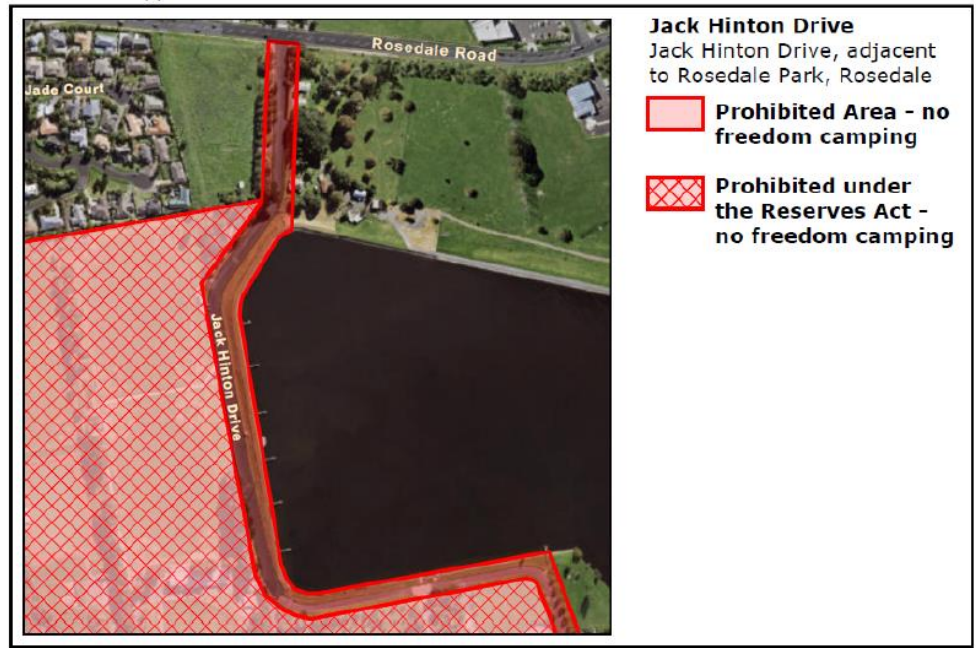 Jack Hinton Drive
Jack Hinton Drive, adjacent
to Rosedale Park, Rosedale
Prohibited Area - no
freedom camping
Prohibited under
the Reserves Act -
no freedom camping
Rosedale Road
Jade Court
Jack Hinton Drive